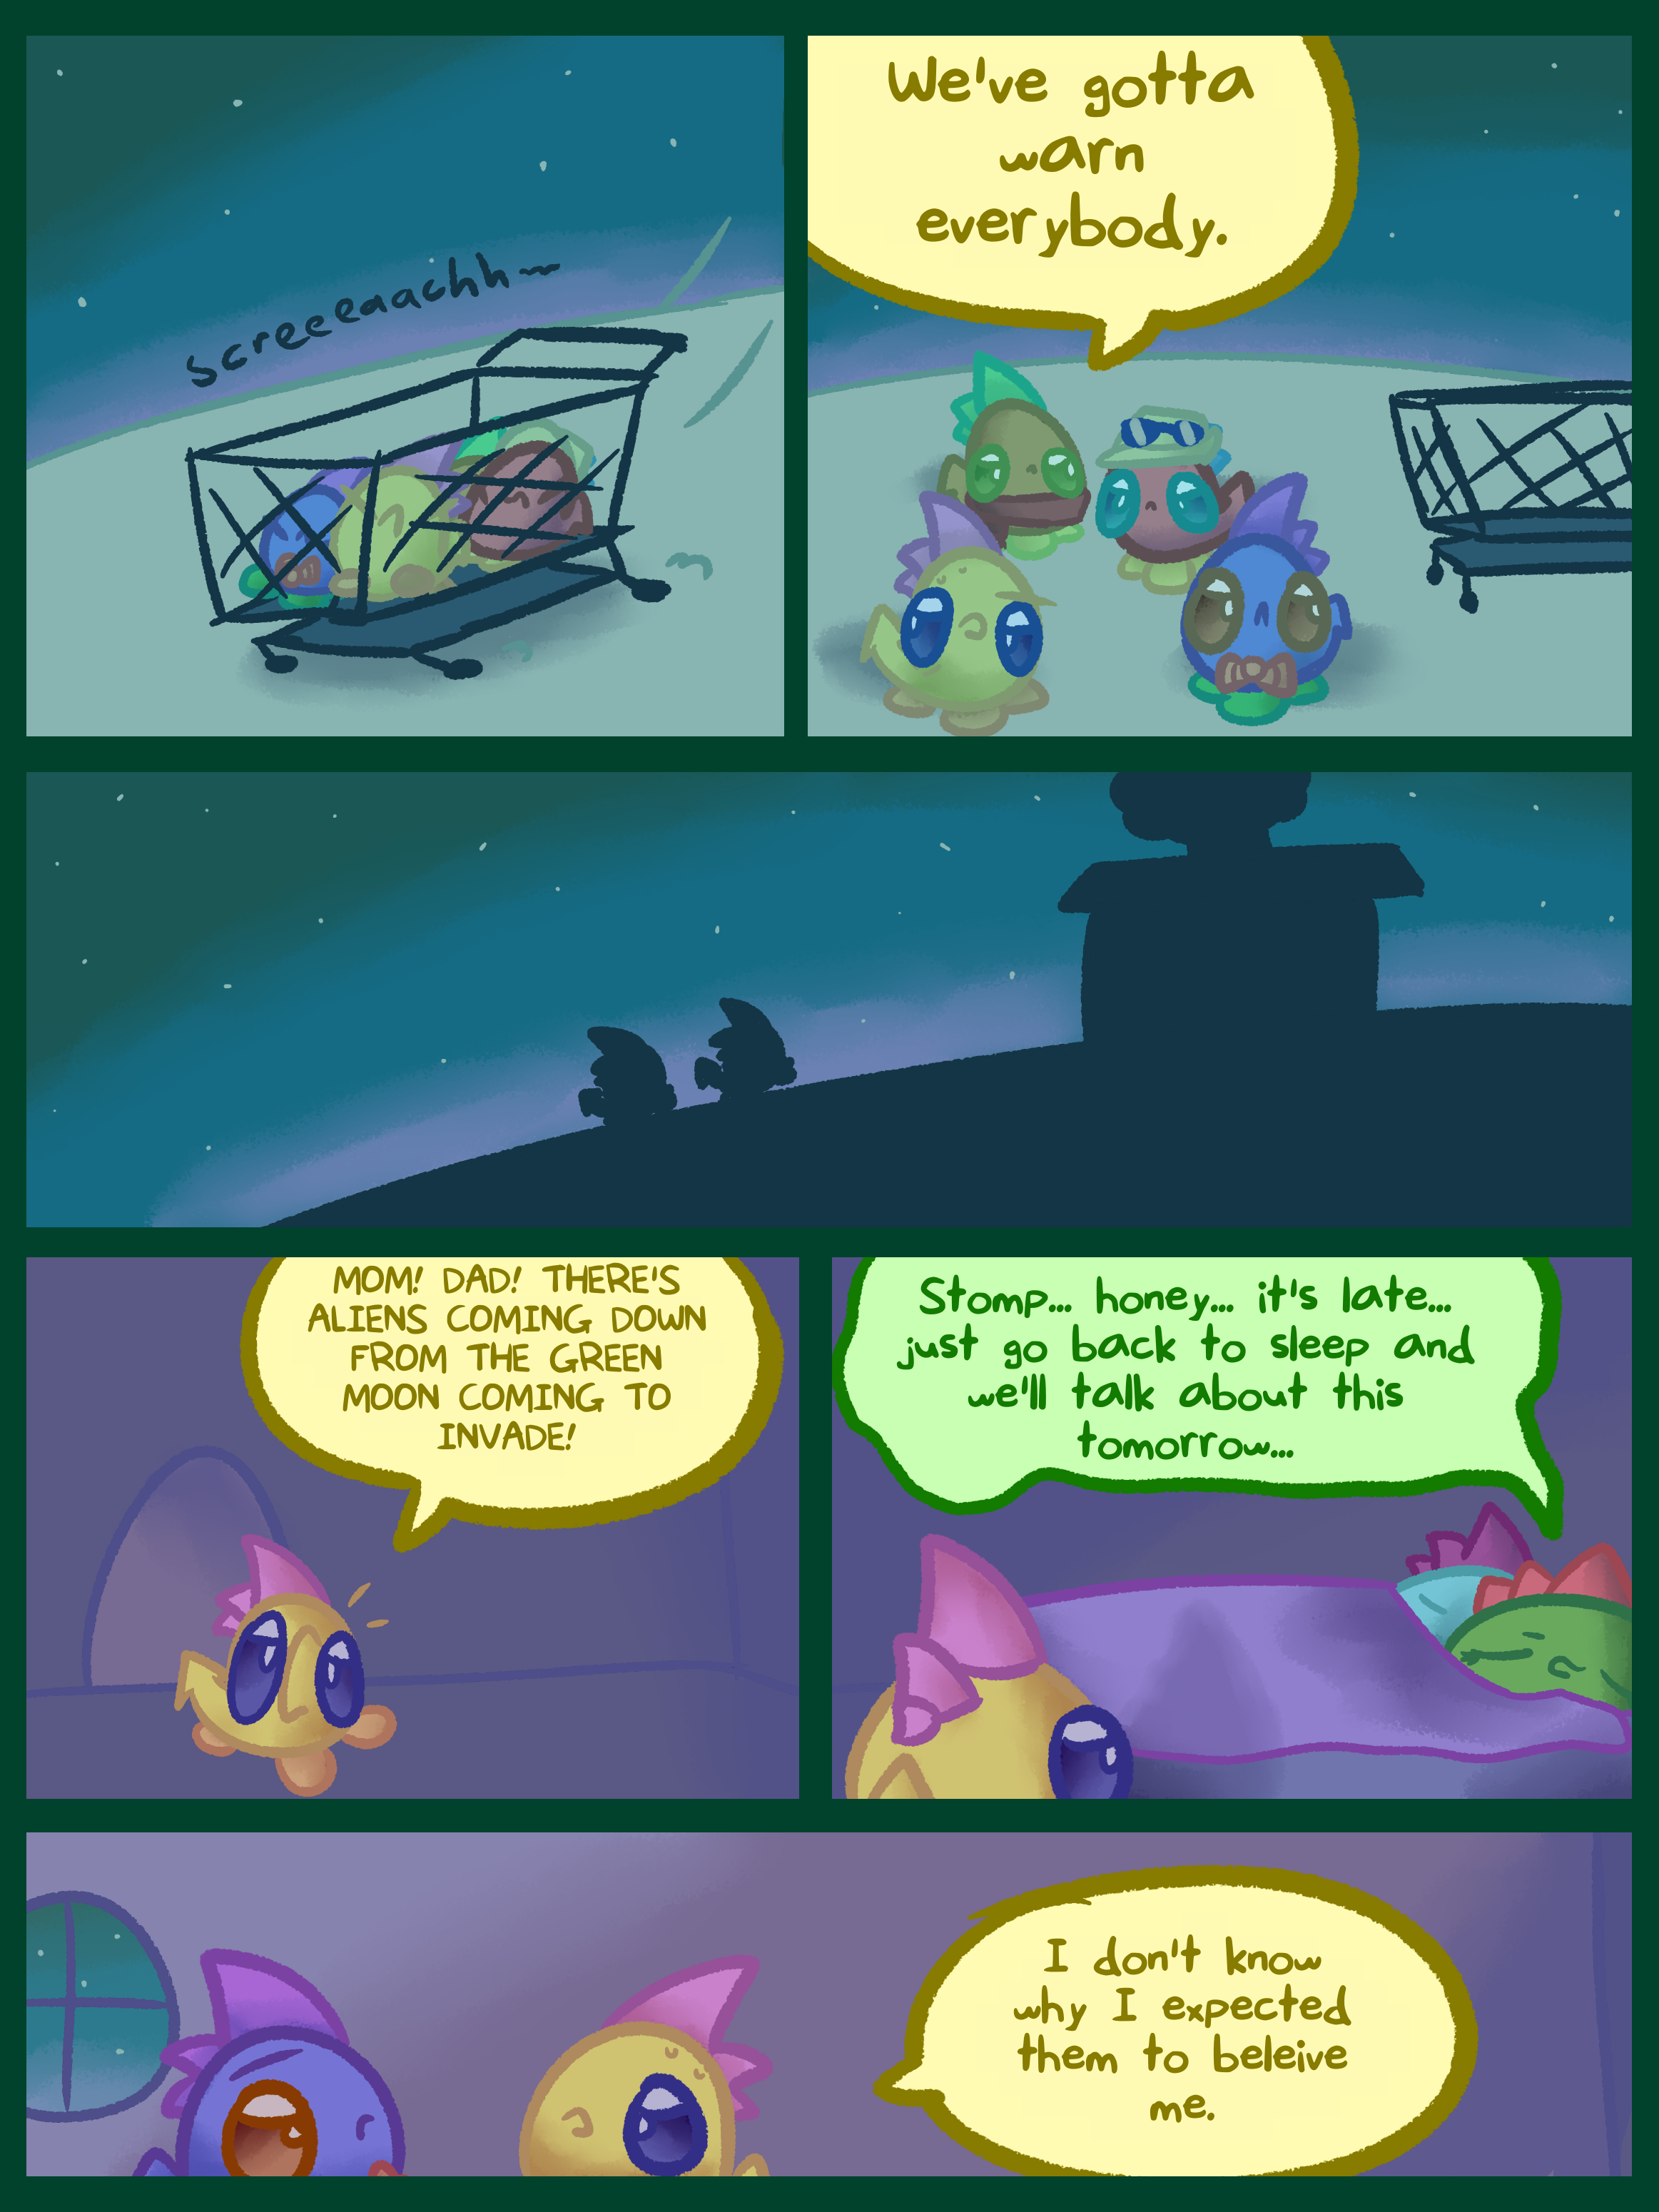 screeeaachh~
We've gotta
warn
everybody.
MOM! DAD! THERE'S
ALIENS COMING DOWN
FROM THE GREEN
MOON COMING TO
INVADE!
Stomp... honey... it's late...
just go back to sleep and
we'll talk about this
tomorrow...
I don't know
why I expected
them to beleive
me.